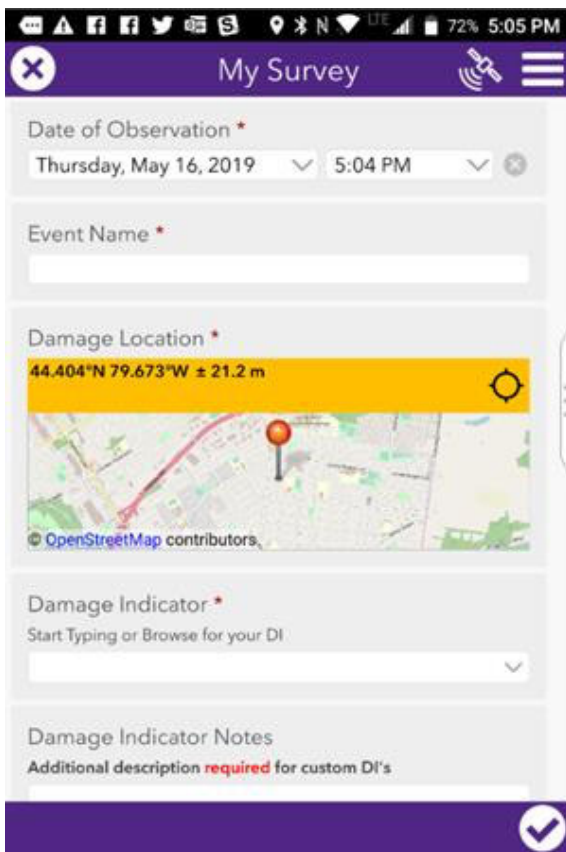 LTE 72% 5:05 PM
My Survey
Date of Observation *
Thursday, May 16, 2019 5:04 PM
Event Name *
Damage Location *
44.404°N 79.673°W ± 21.2 m
© OpenStreetMap contributors
Damage Indicator *
Start Typing or Browse for your DI
Damage Indicator Notes
Additional description required for custom DI's